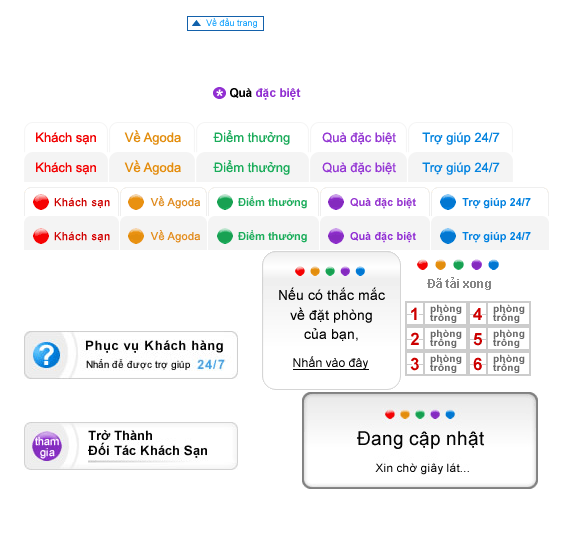 Về đầu trang
Quà đặc biệt
Khách sạn Về Agoda Điểm thưởng Quà đặc biệt Trợ giúp 24/7
Khách sạn Về Agoda Điểm thưởng Quà đặc biệt Trợ giúp 24/7
Khách sạn Về Agoda Điểm thưởng Quà đặc biệt Trợ giúp 24/7
Khách sạn Về Agoda Điểm thưởng Quà đặc biệt Trợ giúp 24/7
Nếu có thắc mắc
về đặt phòng
của bạn,
Nhấn vào đây
Đã tải xong
1 phòng trống 4 phòng trống
2 phòng trống 5 phòng trống
3 phòng trống 6 phòng trống
Phục vụ Khách hàng
Nhấn để được trợ giúp 24/7
Đang cập nhật
Xin chờ giây lát...
tham
gia
Trở Thành
Đối Tác Khách Sạn